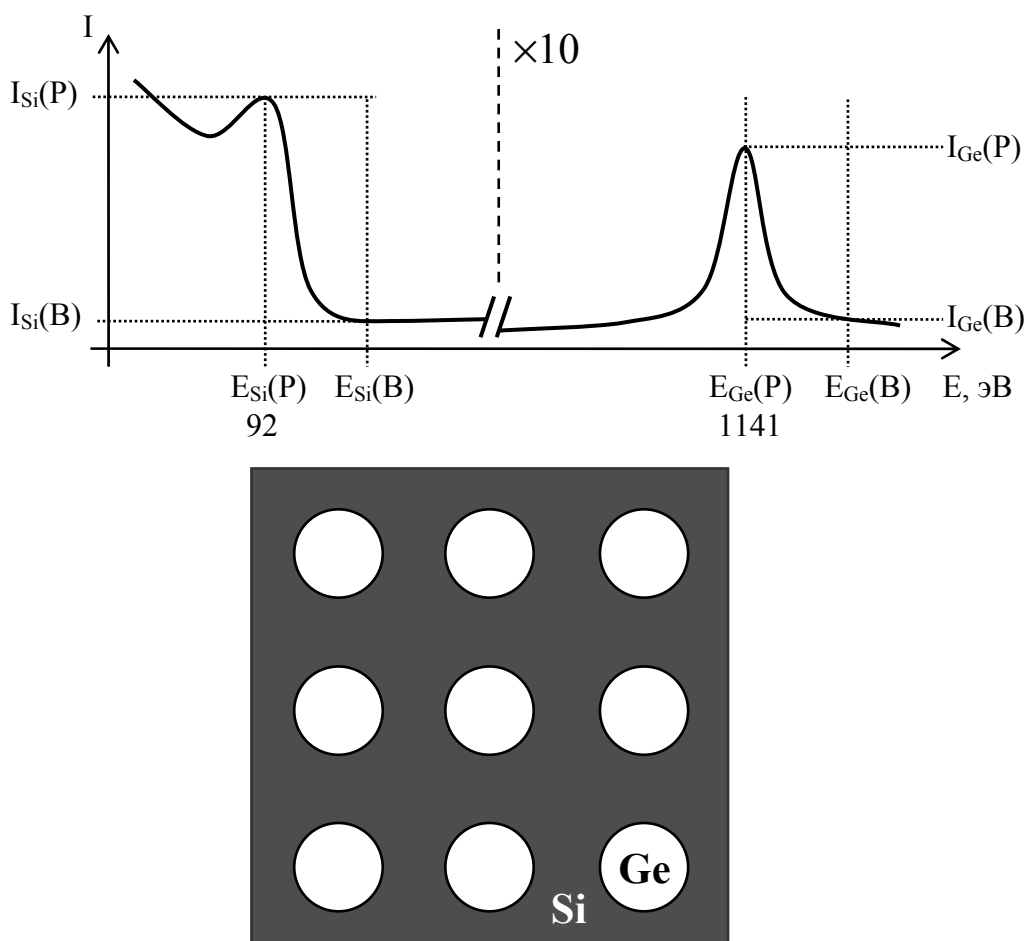 I
×10
I_Si(P)
I_Ge(P)
I_Si(B)
I_Ge(B)
E_Si(P) E_Si(B) E_Ge(P) E_Ge(B) E, эВ
92 1141
Ge
Si